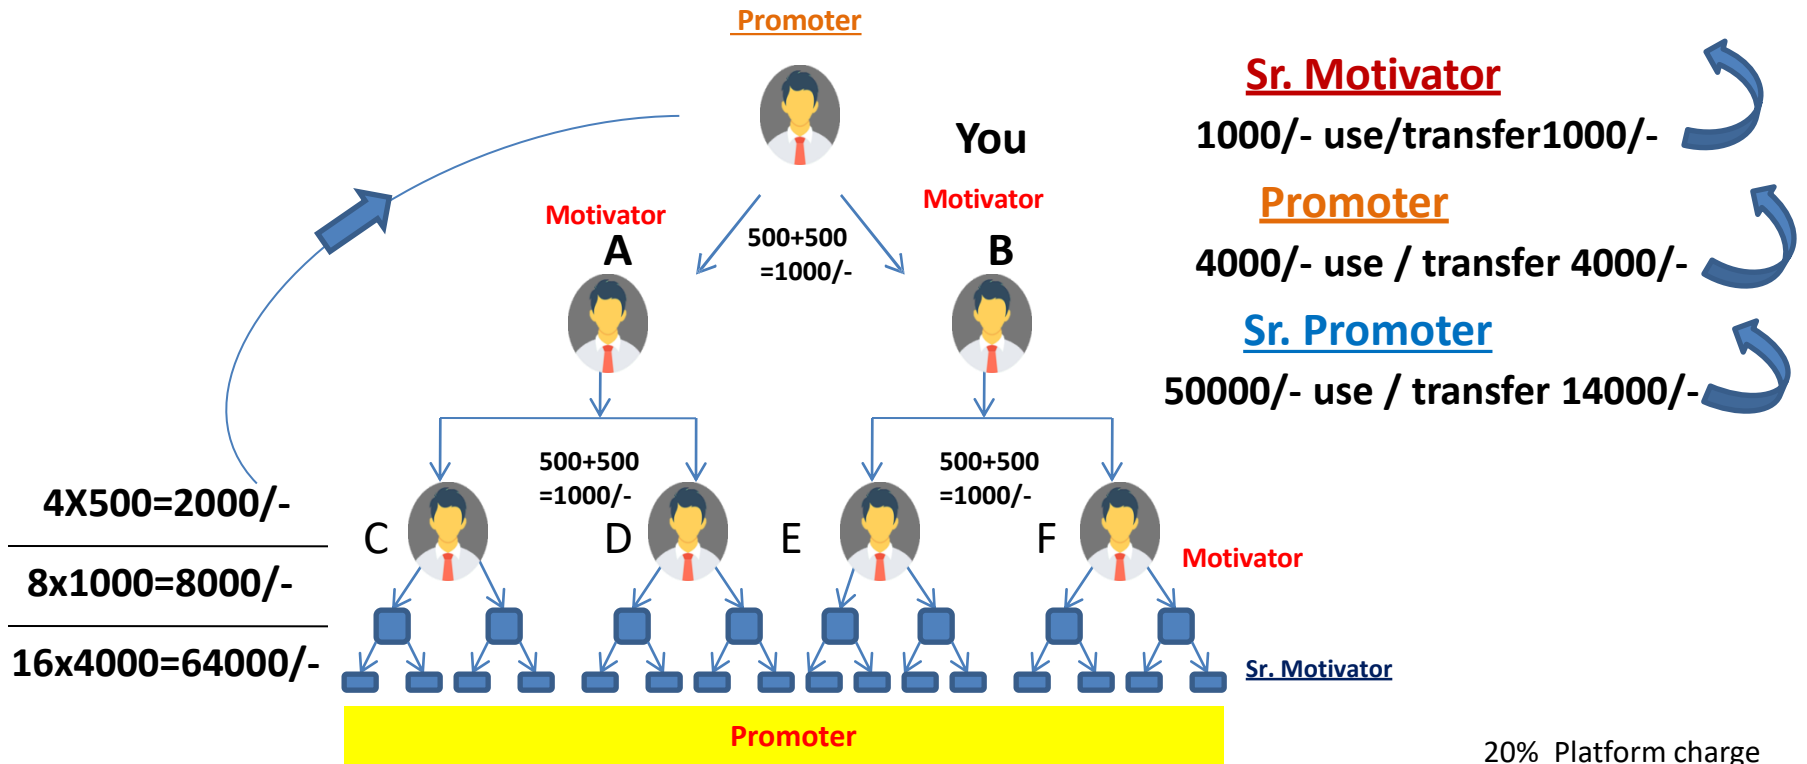 Promoter
You
Motivator
A
Motivator
B
500+500
=1000/-
500+500
=1000/-
500+500
=1000/-
C
D
E
F
Motivator
4X500=2000/-
8x1000=8000/-
16x4000=64000/-
Sr. Motivator
Promoter
Sr. Motivator
1000/- use/transfer1000/-
Promoter
4000/- use / transfer 4000/-
Sr. Promoter
50000/- use / transfer 14000/-
20% Platform charge